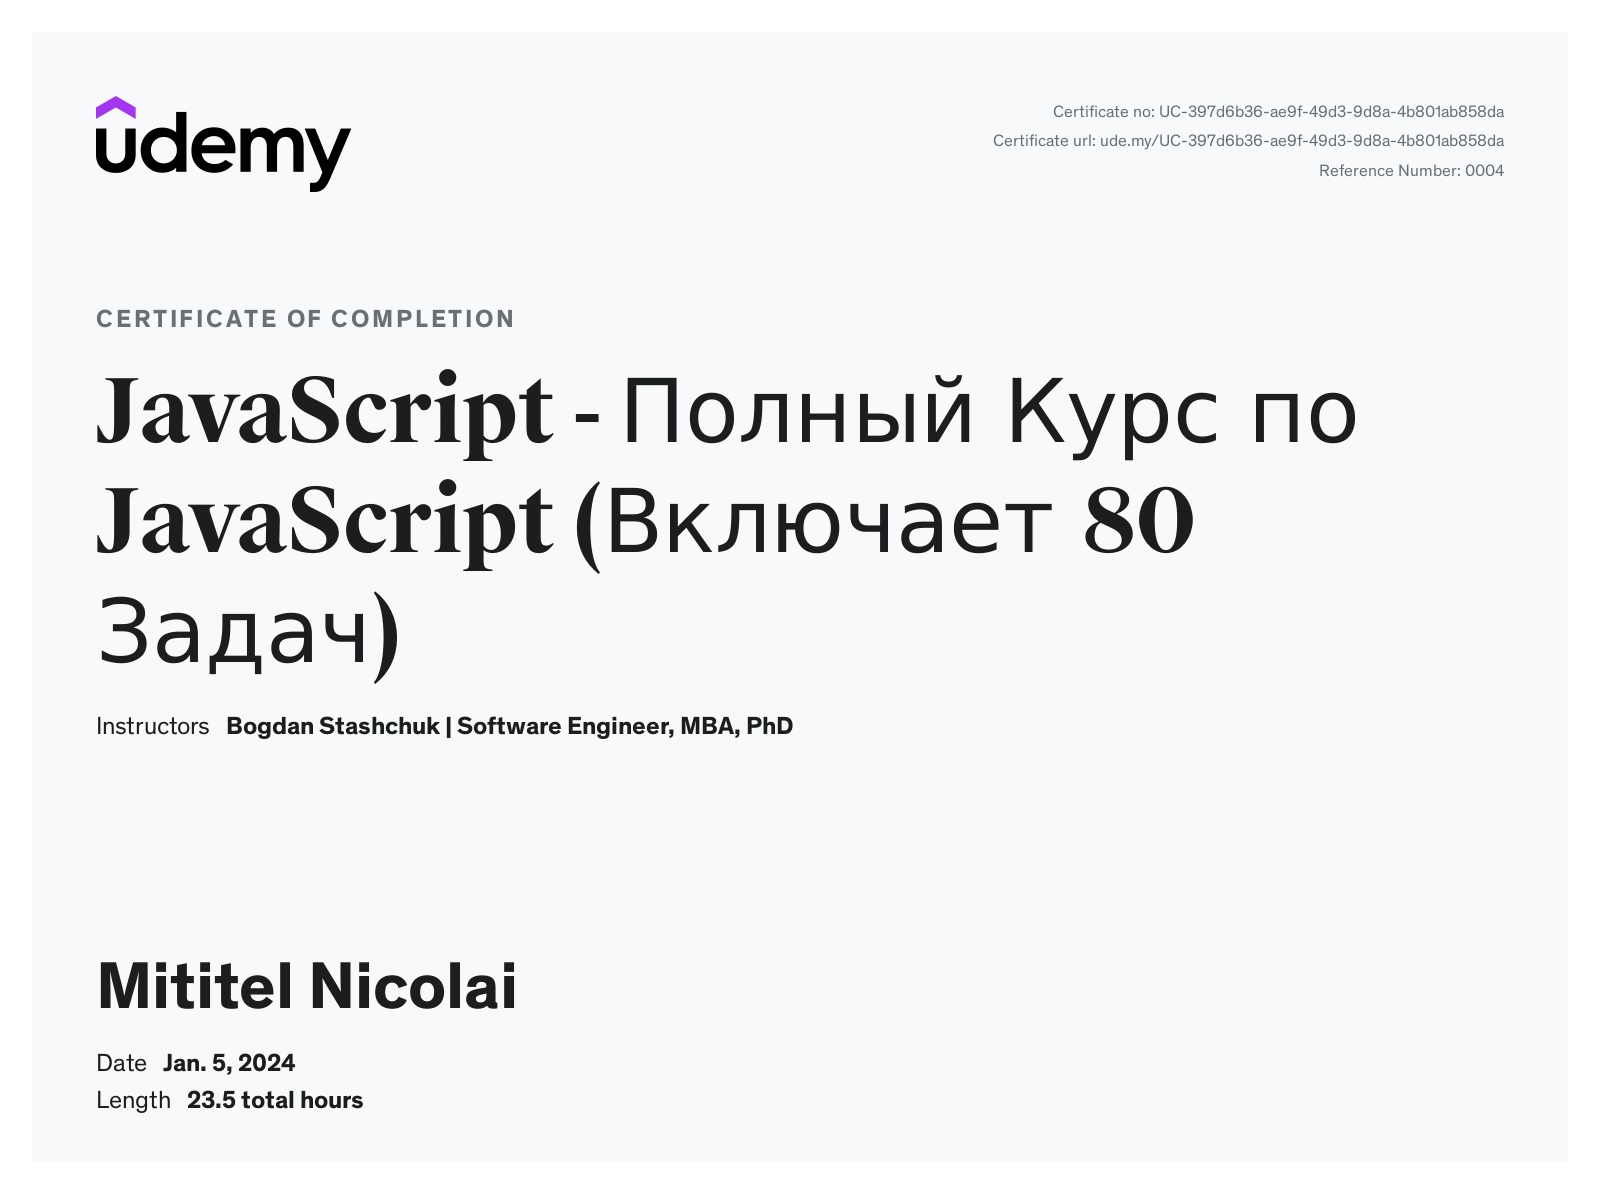 udemy
Certificate no: UC-397d6b36-ae9f-49d3-9d8a-4b801ab858da
Certificate url: ude.my/UC-397d6b36-ae9f-49d3-9d8a-4b801ab858da
Reference Number: 0004
CERTIFICATE OF COMPLETION
JavaScript - Полный Курс по
JavaScript (Включает 80
Задач)
Instructors Bogdan Stashchuk | Software Engineer, MBA, PhD
Mititel Nicolai
Date Jan. 5, 2024
Length 23.5 total hours